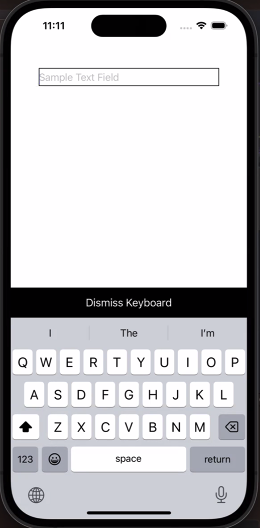 11:11
Sample Text Field
Dismiss Keyboard
I The I'm
Q W E R T Y U I O P
A S D F G H J K L
Z X C V B N M
123 space return